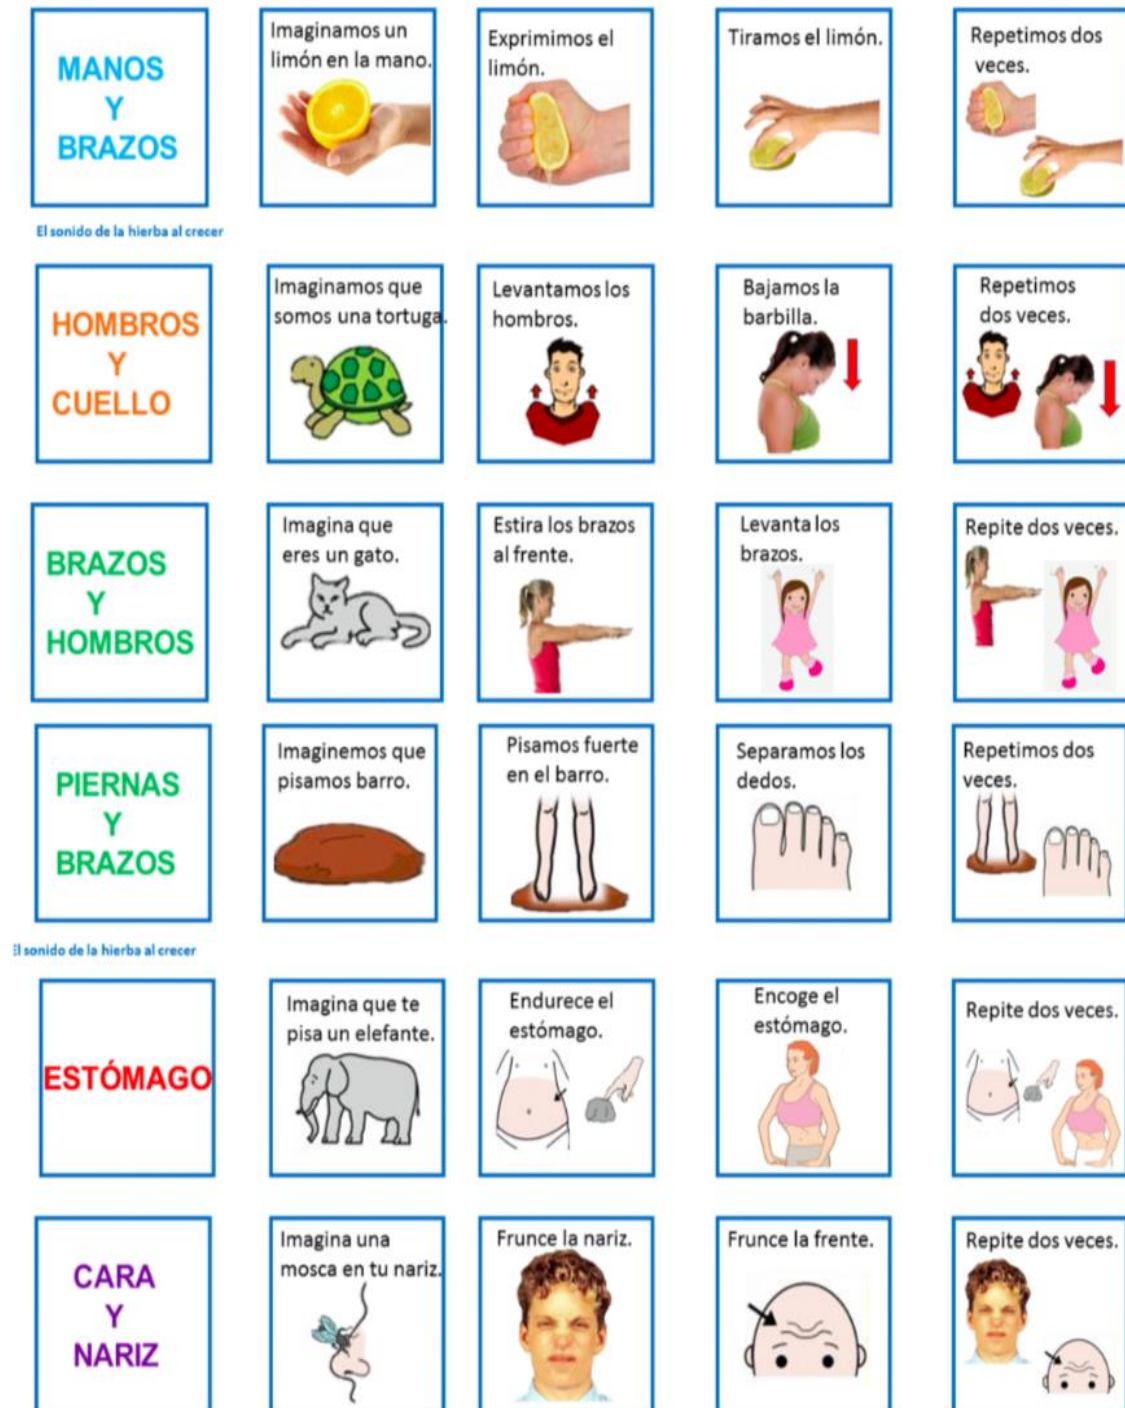 MANOS
Y
BRAZOS
Imaginamos un
limón en la mano.
Exprimimos el
limón.
Tiramos el limón.
Repetimos dos
veces.
El sonido de la hierba al crecer
HOMBROS
Y
CUELLO
Imaginamos que
somos una tortuga.
Levantamos los
hombros.
Bajamos la
barbilla.
Repetimos
dos veces.
BRAZOS
Y
HOMBROS
Imagina que
eres un gato.
Estira los brazos
al frente.
Levanta los
brazos.
Repite dos veces.
PIERNAS
Y
BRAZOS
Imaginemos que
pisamos barro.
Pisamos fuerte
en el barro.
Separamos los
dedos.
Repetimos dos
veces.
El sonido de la hierba al crecer
ESTÓMAGO
Imagina que te
pisa un elefante.
Endurece el
estómago.
Encoge el
estómago.
Repite dos veces.
CARA
Y
NARIZ
Imagina una
mosca en tu nariz.
Frunce la nariz.
Frunce la frente.
Repite dos veces.